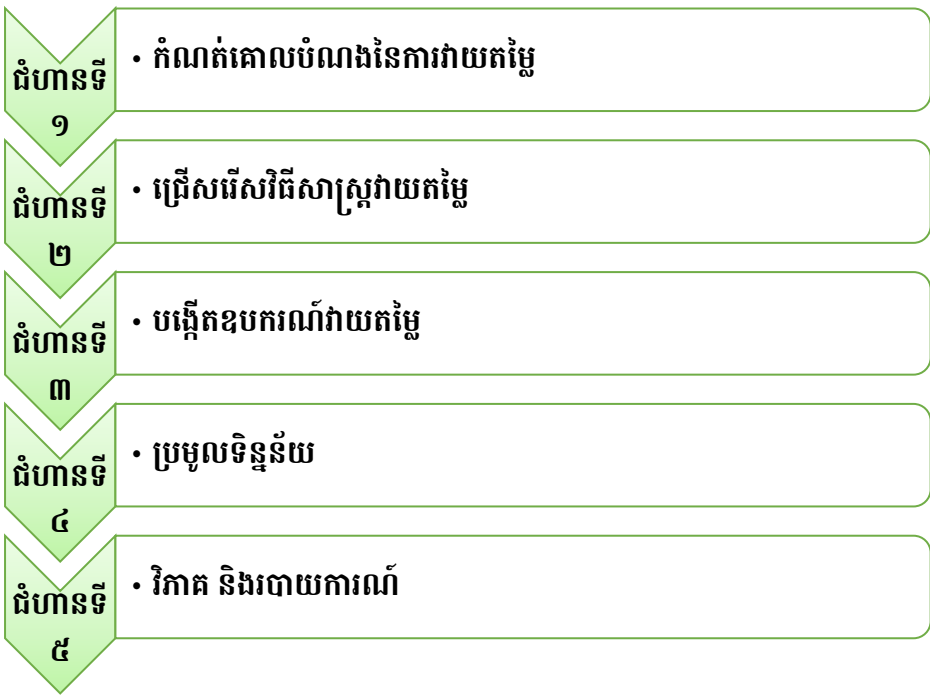 ជំហានទី
១
• កំណត់គោលបំណងនៃការវាយតម្លៃ
ជំហានទី
២
• ជ្រើសរើសវិធីសាស្ត្រវាយតម្លៃ
ជំហានទី
៣
• បង្កើតឧបករណ៍វាយតម្លៃ
ជំហានទី
៤
• ប្រមូលទិន្នន័យ
ជំហានទី
៥
• វិភាគ និងរបាយការណ៍